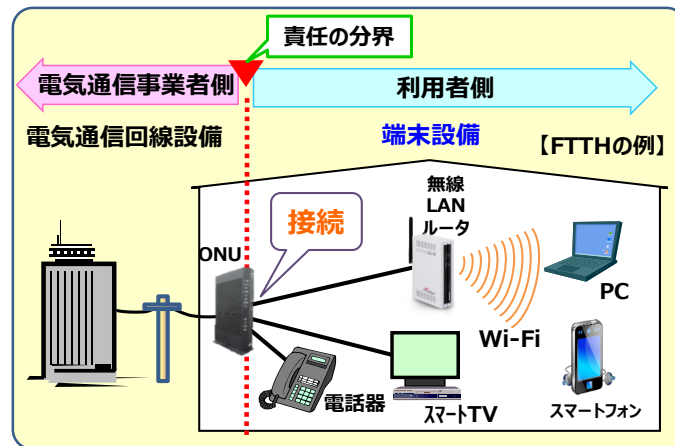 責任の分界
電気通信事業者側
利用者側
電気通信回線設備
端末設備
【FTTHの例】
無線
LAN
ルータ
接続
ONU
PC
Wi-Fi
電話器
スマートTV
スマートフォン